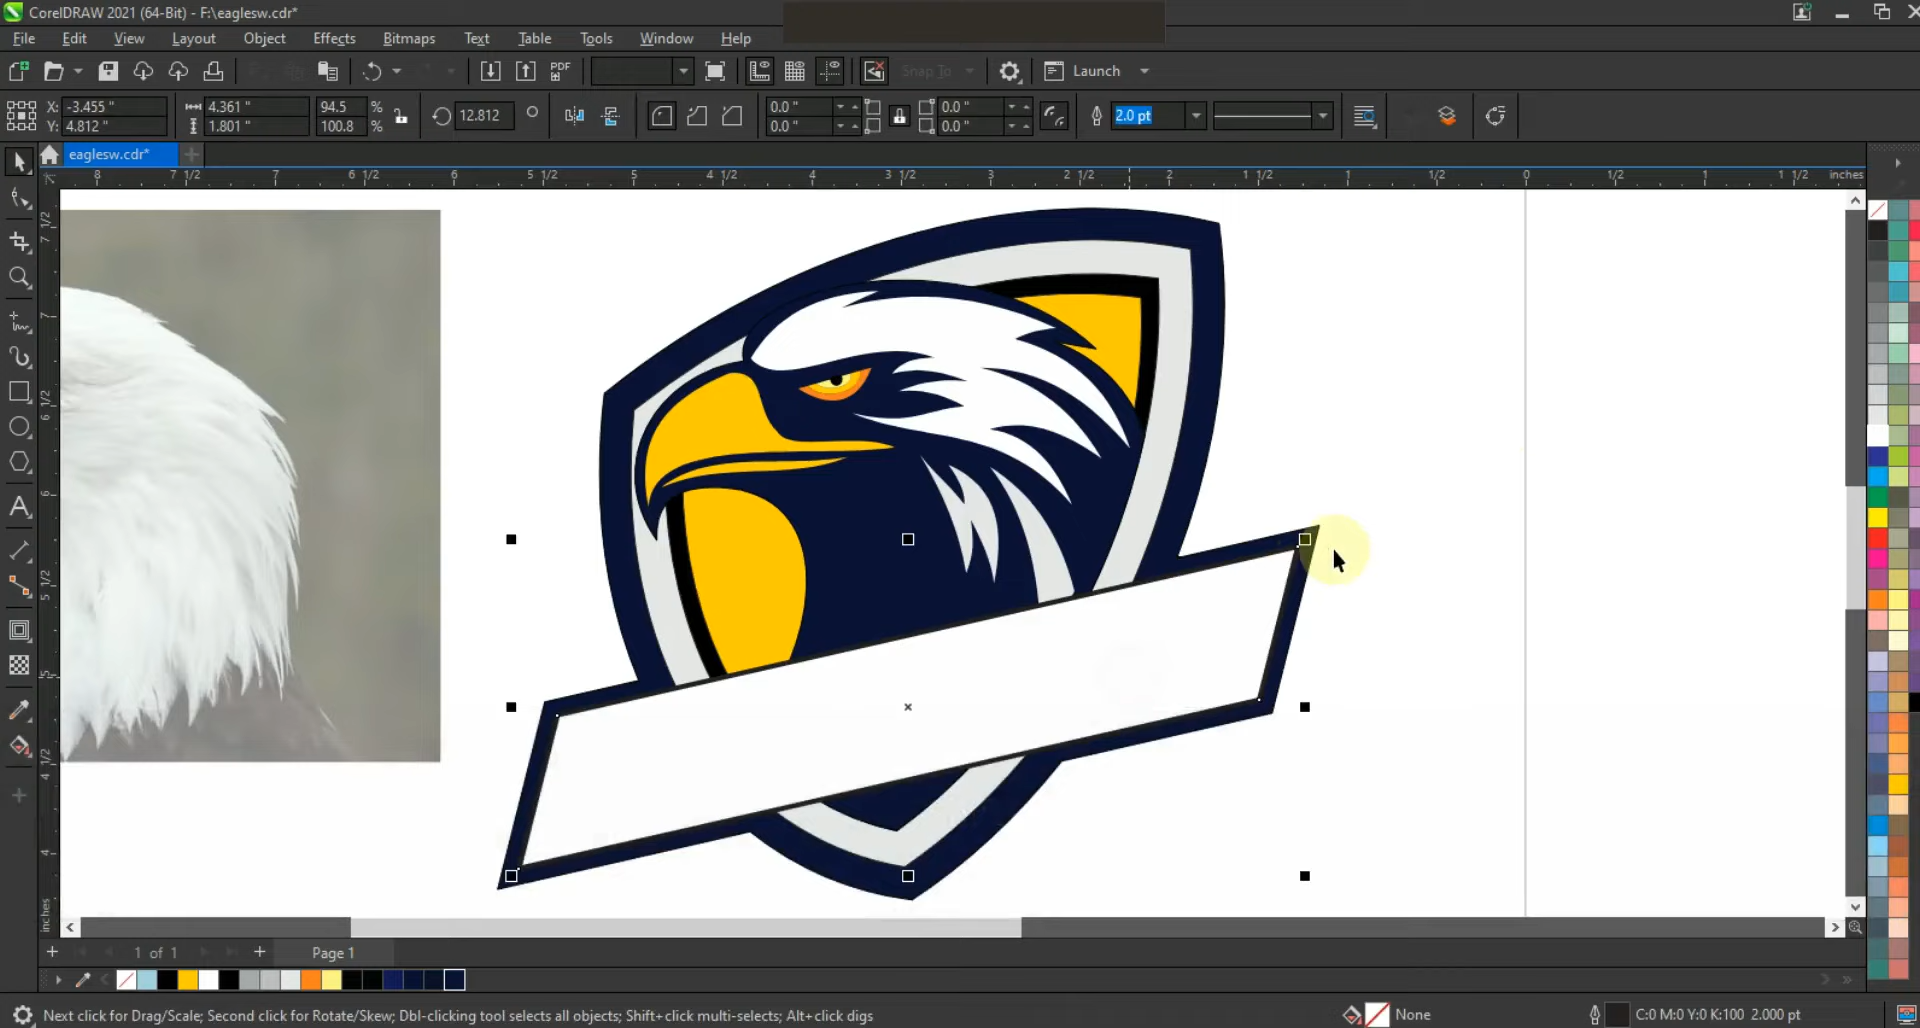 CorelDRAW 2021 (64-Bit) - F:\eaglesw.cdr*
File Edit View Layout Object Effects Bitmaps Text Table Tools Window Help
PDF Snap To Launch
X: -3.455 " 4.361 " 94.5 % 12.812 0.0 " 0.0 " 2.0 pt
Y: 4.812 " 1.801 " 100.8 % 0.0 " 0.0 "
eaglesw.cdr*
8 7 1/2 7 6 1/2 6 5 1/2 5 4 1/2 4 3 1/2 3 2 1/2 2 1 1/2 1 1/2 0 1/2 1 1 1/2 inches
7 1/2
7
6 1/2
6
5 1/2
5
4 1/2
4
inches
1 of 1 Page 1
Next click for Drag/Scale; Second click for Rotate/Skew; Dbl-clicking tool selects all objects; Shift+click multi-selects; Alt+click digs None C:0 M:0 Y:0 K:100 2.000 pt